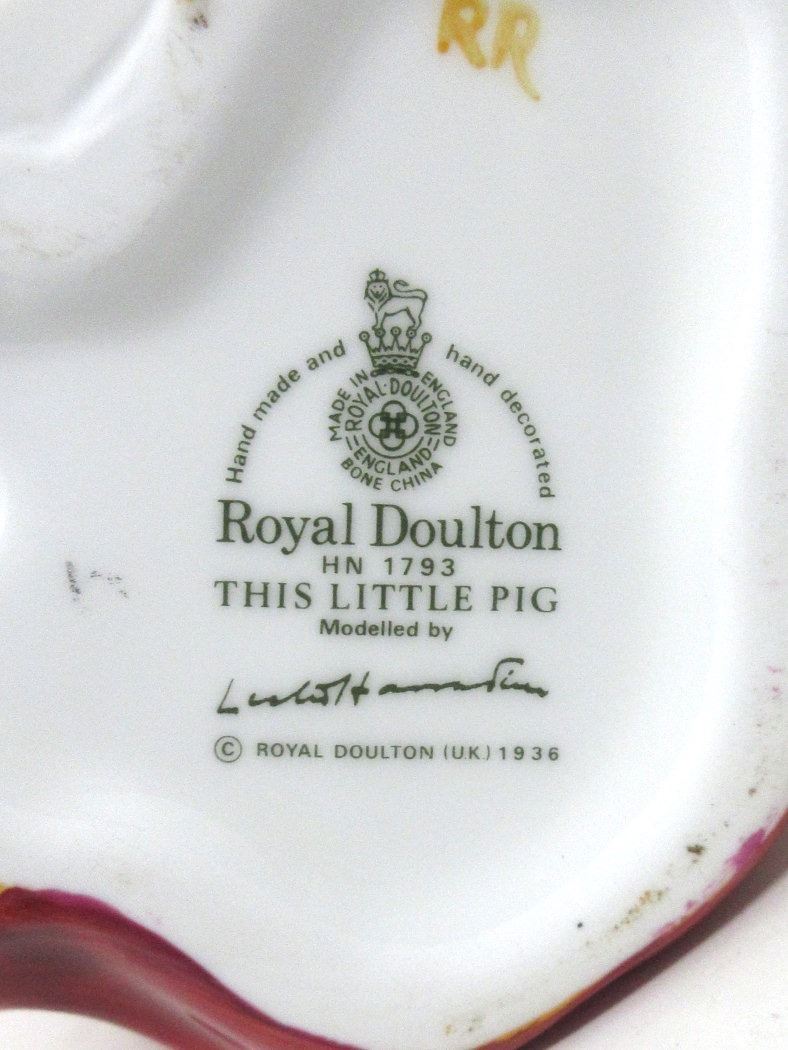 RR
Hand made and hand decorated
MADE IN ENGLAND
ROYAL·DOULTON
ENGLAND
BONE CHINA
Royal Doulton
HN 1793
THIS LITTLE PIG
Modelled by
© ROYAL DOULTON (U.K.) 1936